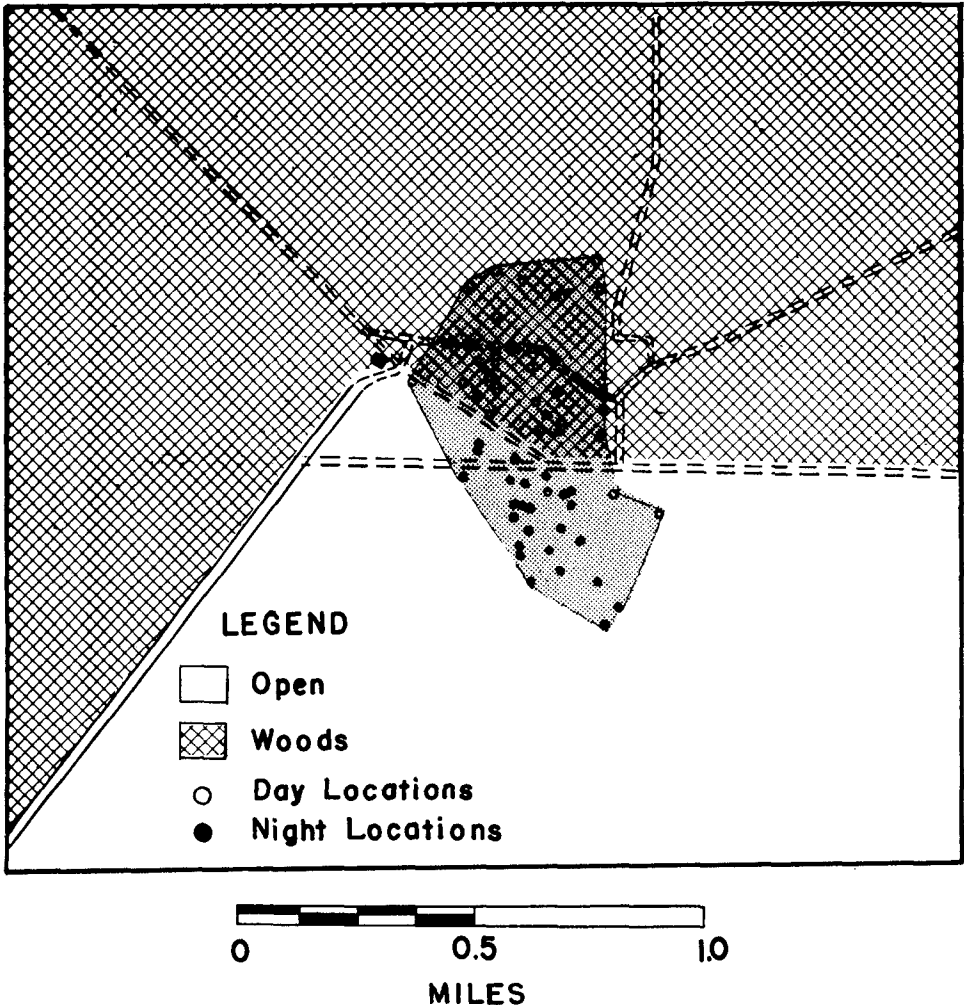 LEGEND
Open
Woods
Day Locations
Night Locations
0 0.5 1.0
MILES